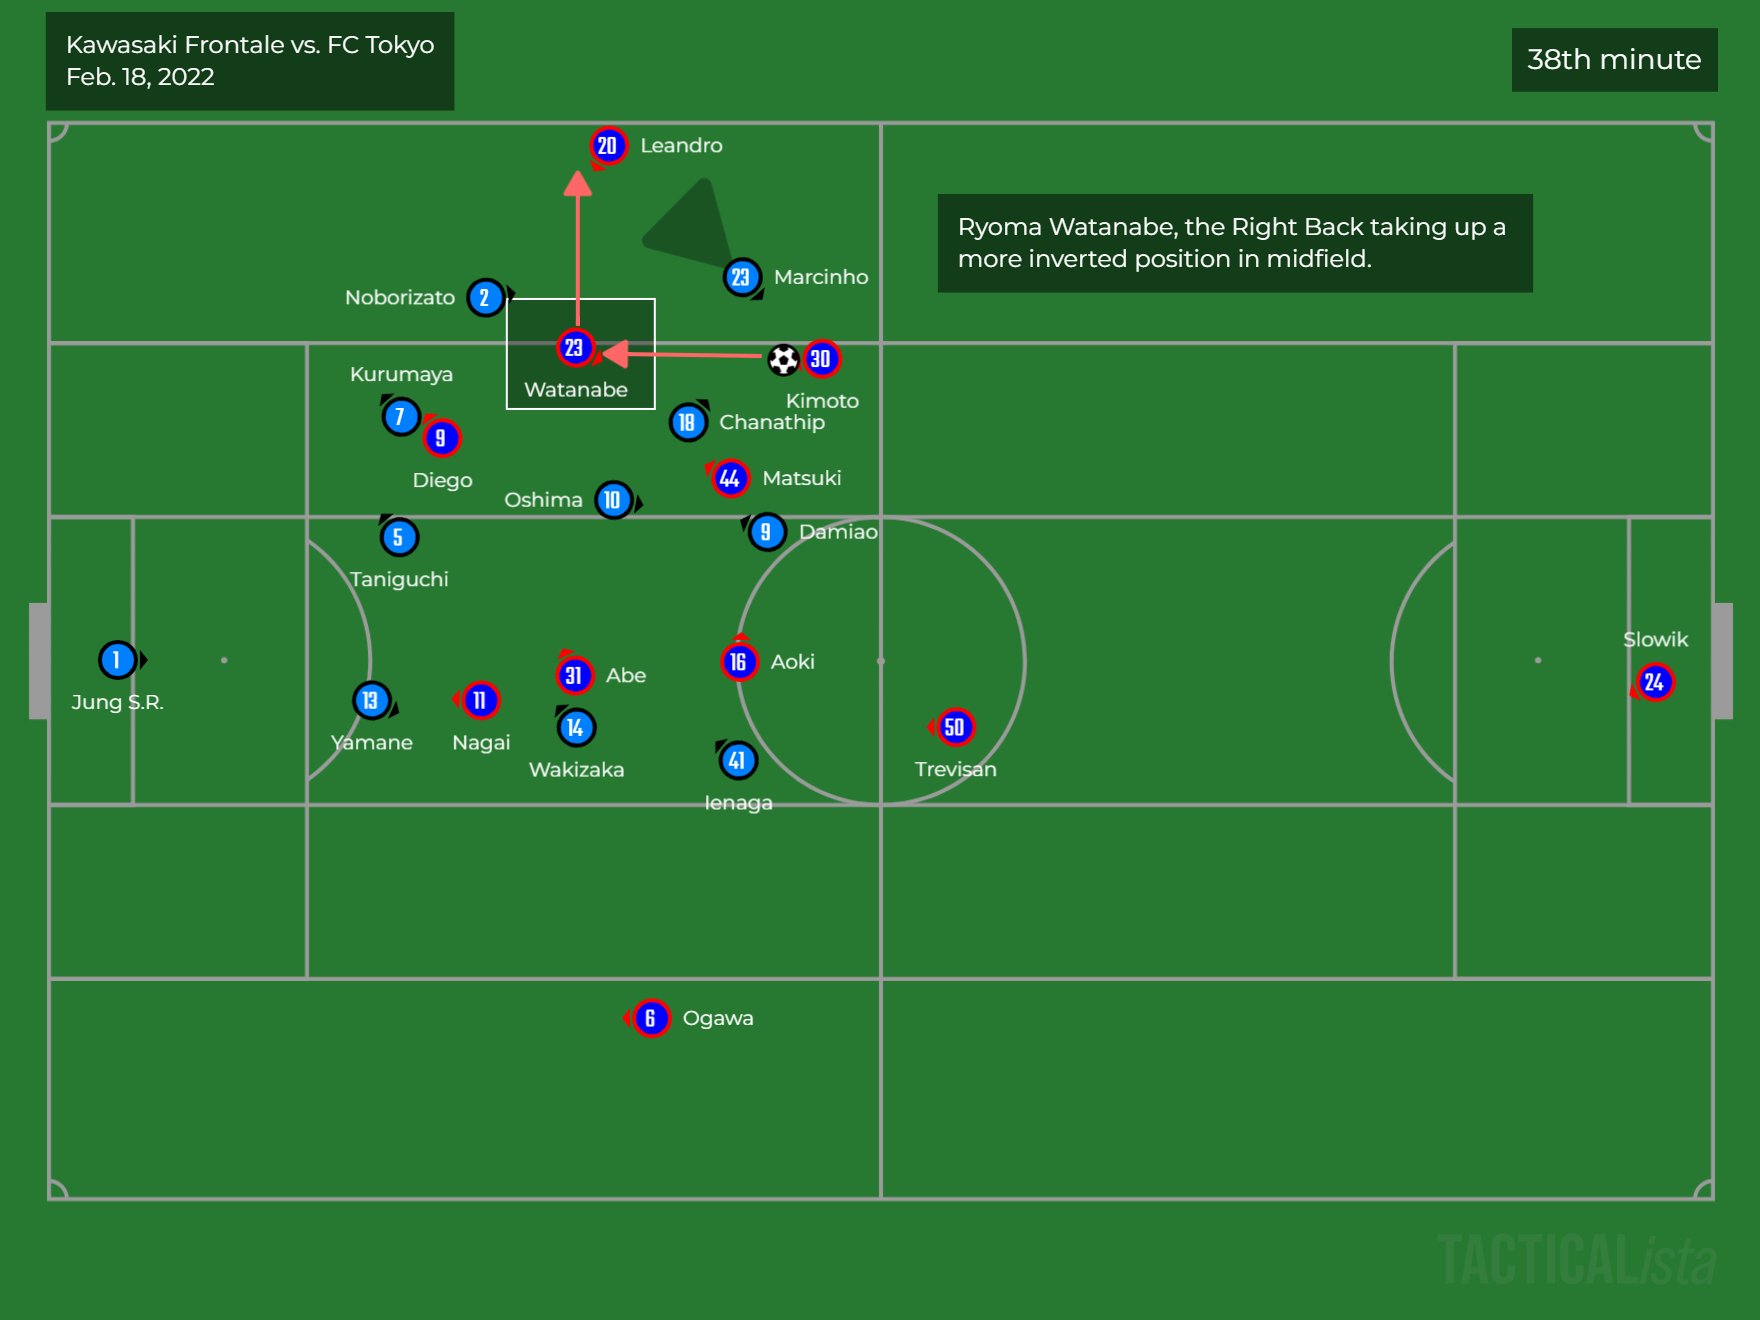 Kawasaki Frontale vs. FC Tokyo
Feb. 18, 2022
38th minute
20 Leandro
Ryoma Watanabe, the Right Back taking up a
more inverted position in midfield.
23 Marcinho
Noborizato 2
23
Watanabe
30
Kimoto
Kurumaya
7
9
Diego
18 Chanathip
44 Matsuki
Oshima 10
9 Damiao
5
Taniguchi
1
Jung S.R.
13
Yamane
11
Nagai
31 Abe
14
Wakizaka
16 Aoki
41
Ienaga
50
Trevisan
Slowik
24
6 Ogawa
TACTICALista